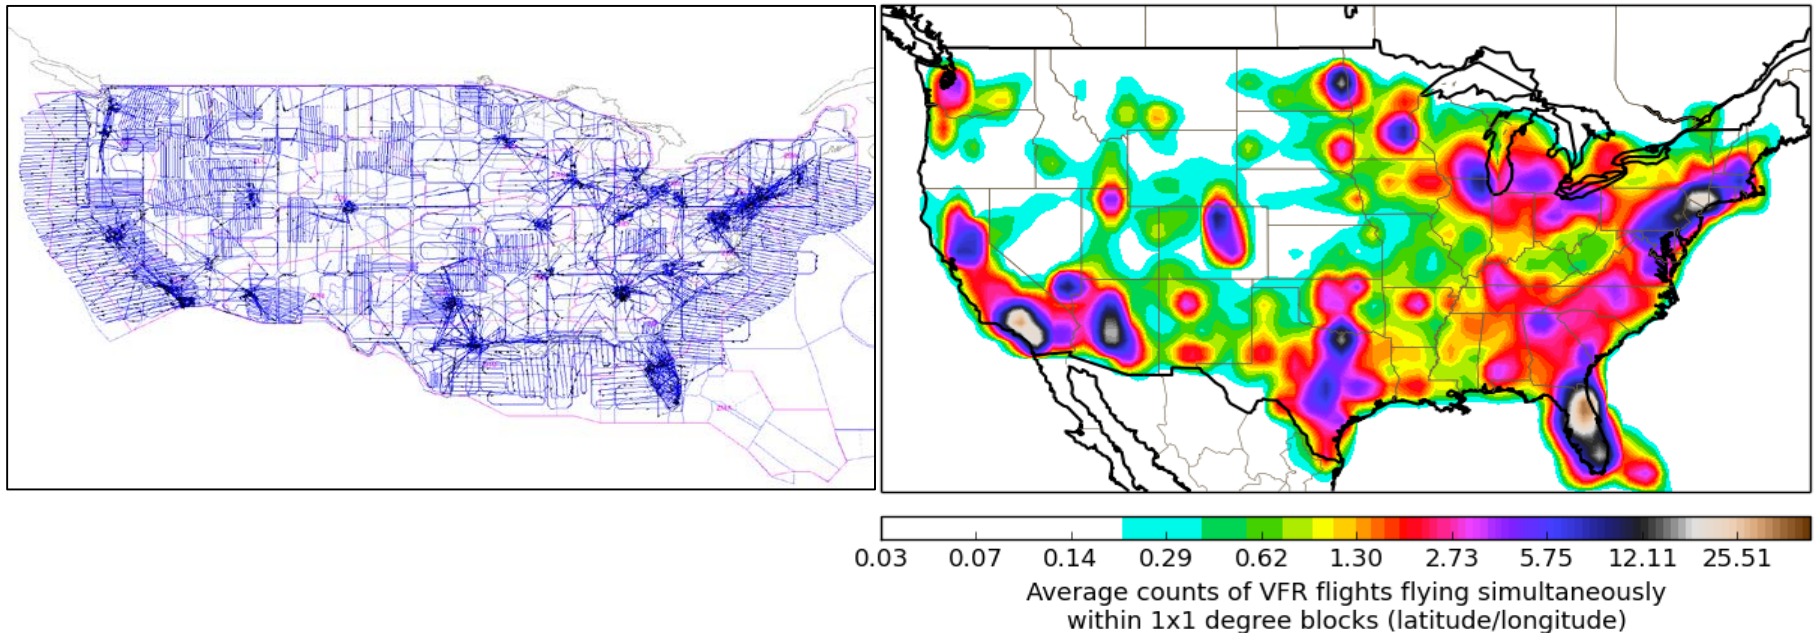 0.03 0.07 0.14 0.29 0.62 1.30 2.73 5.75 12.11 25.51
Average counts of VFR flights flying simultaneously
within 1x1 degree blocks (latitude/longitude)